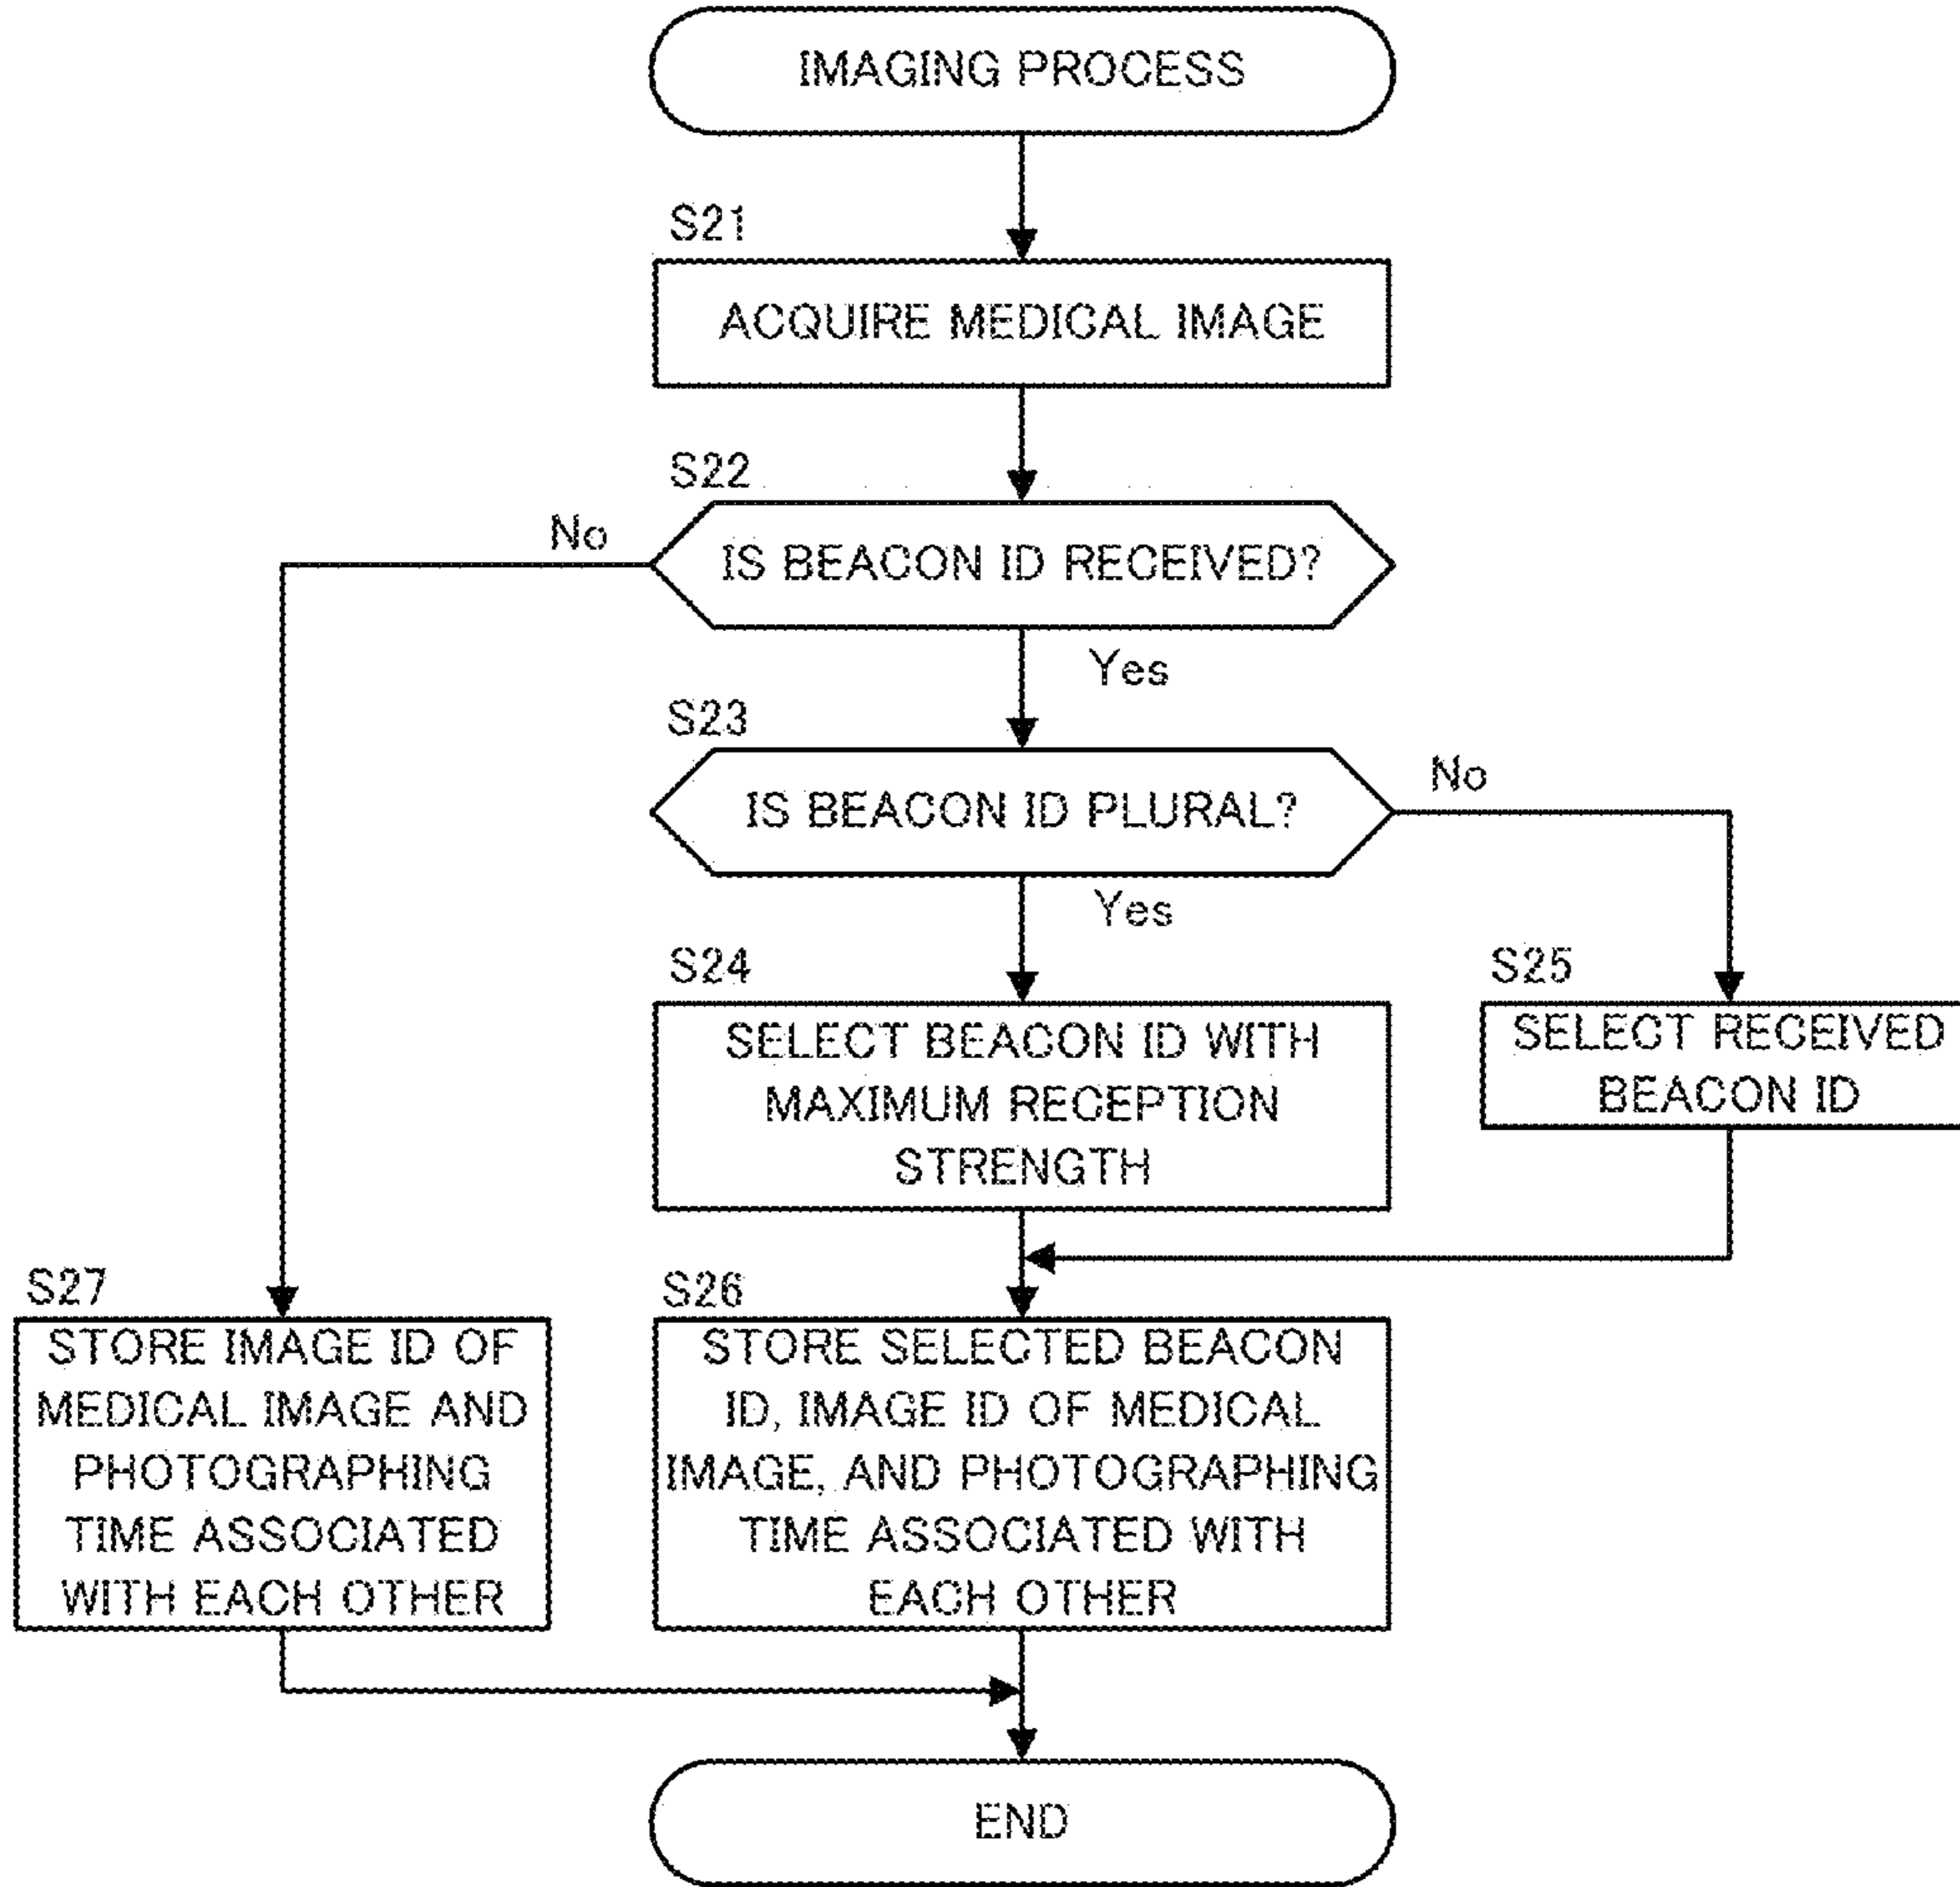 IMAGING PROCESS
S21
ACQUIRE MEDICAL IMAGE
S22
No
IS BEACON ID RECEIVED?
Yes
S23
No
IS BEACON ID PLURAL?
Yes
S24
SELECT BEACON ID WITH
MAXIMUM RECEPTION
STRENGTH
S25
SELECT RECEIVED
BEACON ID
S27
STORE IMAGE ID OF
MEDICAL IMAGE AND
PHOTOGRAPHING
TIME ASSOCIATED
WITH EACH OTHER
S26
STORE SELECTED BEACON
ID, IMAGE ID OF MEDICAL
IMAGE, AND PHOTOGRAPHING
TIME ASSOCIATED WITH
EACH OTHER
END